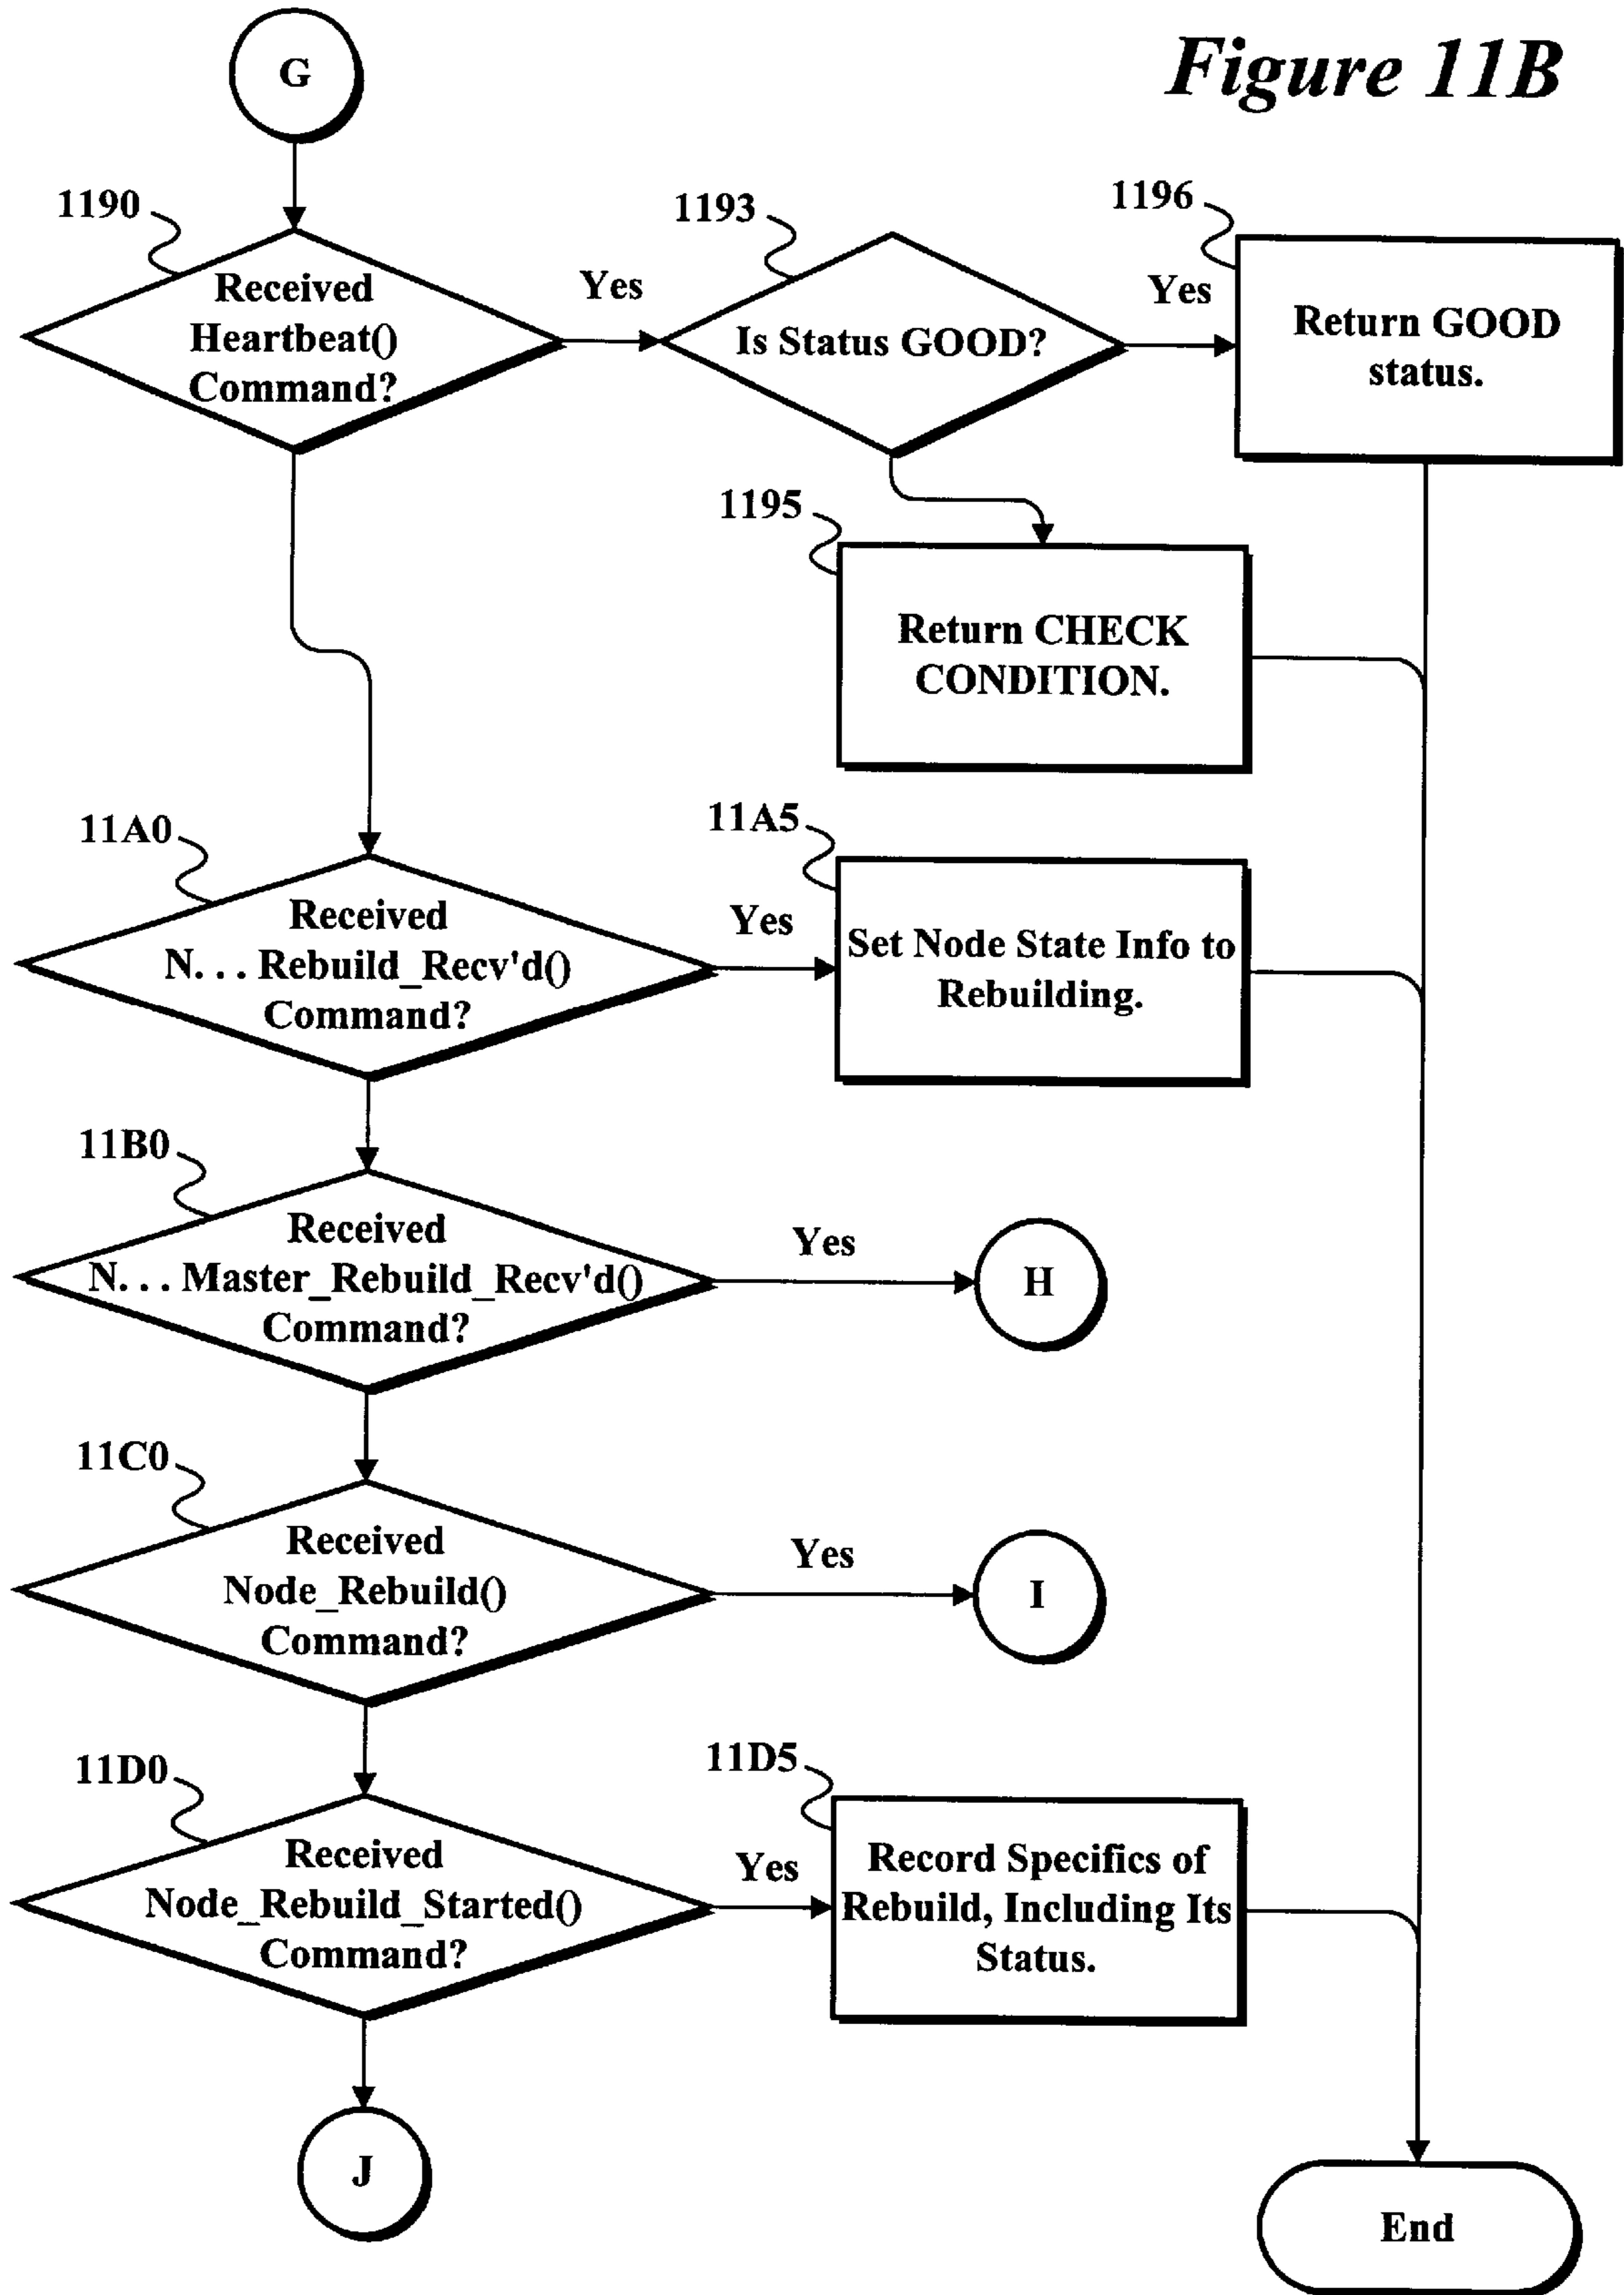 Figure 11B
G
1190
1193
1196
Received
Heartbeat()
Command?
Yes
Is Status GOOD?
Yes
Return GOOD
status.
1195
Return CHECK
CONDITION.
11A0
11A5
Received
N. . . Rebuild_Recv'd()
Command?
Yes
Set Node State Info to
Rebuilding.
11B0
Received
N. . . Master_Rebuild_Recv'd()
Command?
Yes
H
11C0
Received
Node_Rebuild()
Command?
Yes
I
11D0
11D5
Received
Node_Rebuild_Started()
Command?
Yes
Record Specifics of
Rebuild, Including Its
Status.
J
End